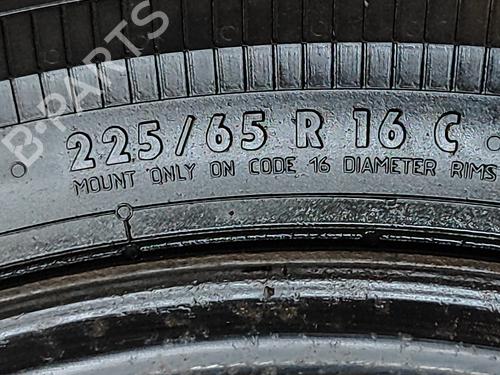 B-PARTS
225/65 R 16 C
MOUNT ONLY ON CODE 16 DIAMETER RIMS